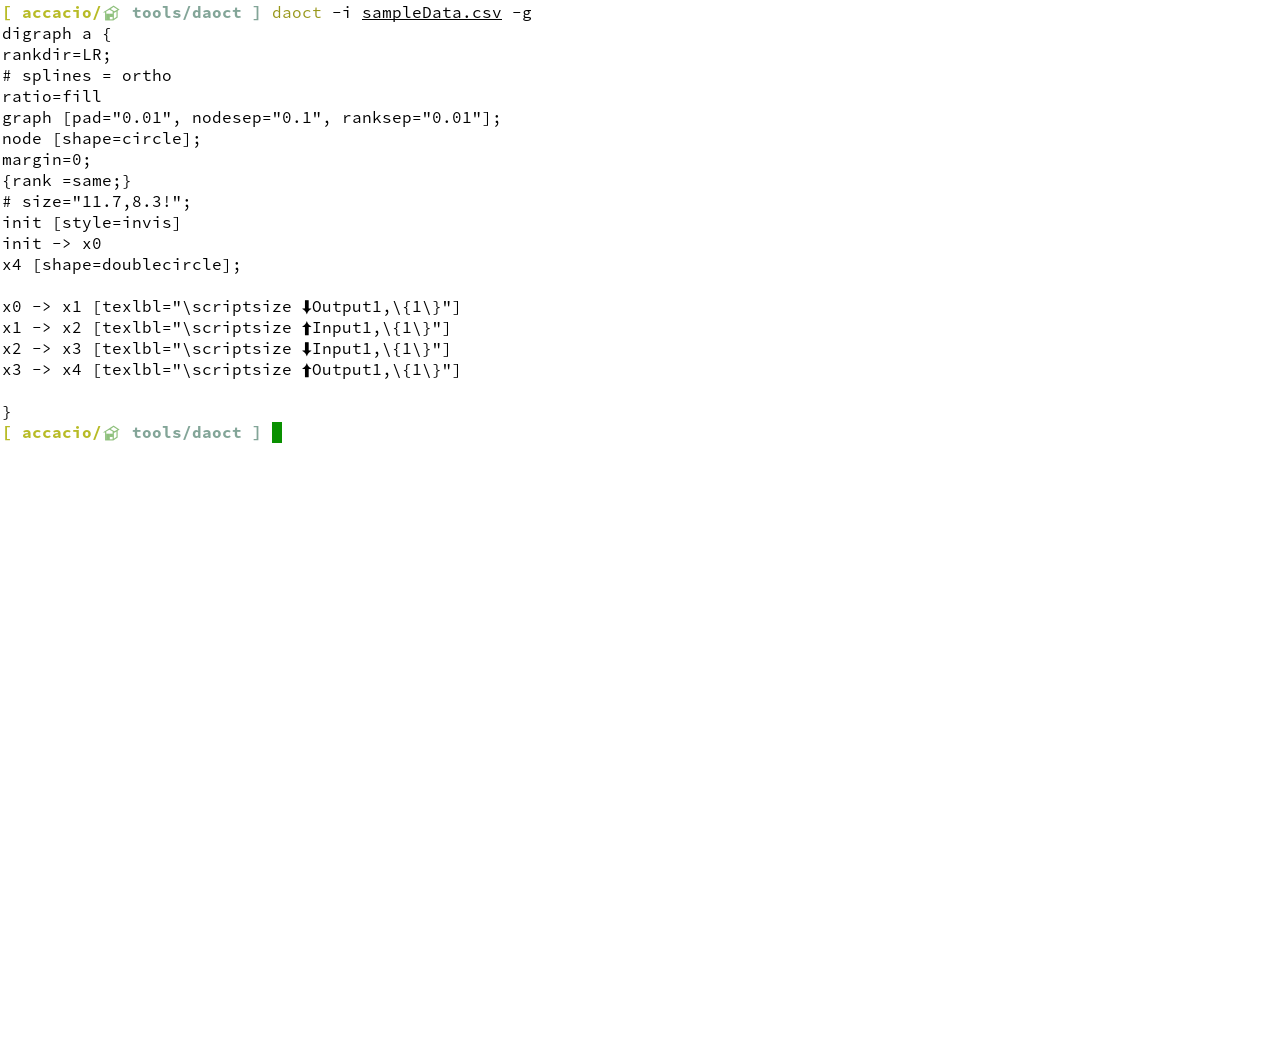 [ accacio/ tools/daoct ] daoct -i sampleData.csv -g
digraph a {
rankdir=LR;
# splines = ortho
ratio=fill
graph [pad="0.01", nodesep="0.1", ranksep="0.01"];
node [shape=circle];
margin=0;
{rank =same;}
# size="11.7,8.3!";
init [style=invis]
init -> x0
x4 [shape=doublecircle];
x0 -> x1 [texlbl="\scriptsize ⬇Output1,\{1\}"]
x1 -> x2 [texlbl="\scriptsize ⬆Input1,\{1\}"]
x2 -> x3 [texlbl="\scriptsize ⬇Input1,\{1\}"]
x3 -> x4 [texlbl="\scriptsize ⬆Output1,\{1\}"]
}
[ accacio/ tools/daoct ]